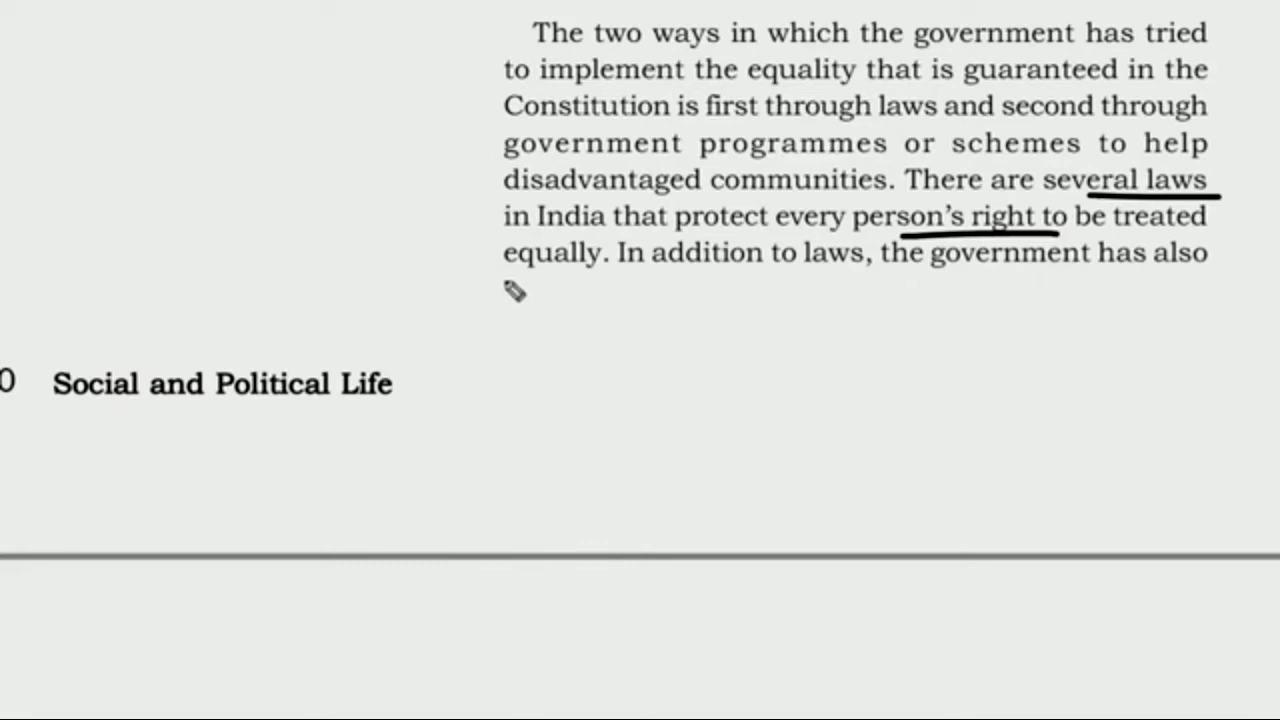 The two ways in which the government has tried
to implement the equality that is guaranteed in the
Constitution is first through laws and second through
government programmes or schemes to help
disadvantaged communities. There are several laws
in India that protect every person's right to be treated
equally. In addition to laws, the government has also
0 Social and Political Life